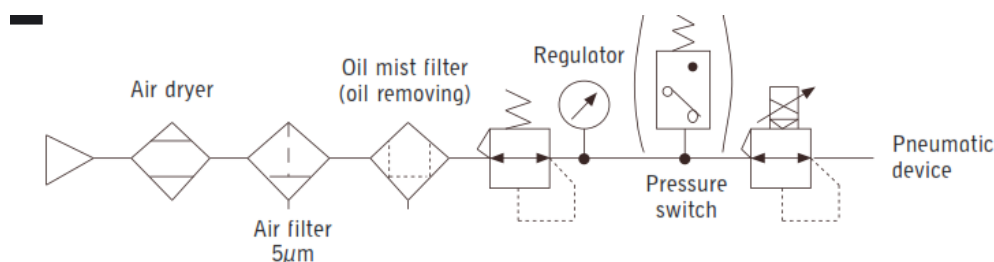 Air dryer
Oil mist filter
(oil removing)
Regulator
Pneumatic
device
Pressure
switch
Air filter
5µm